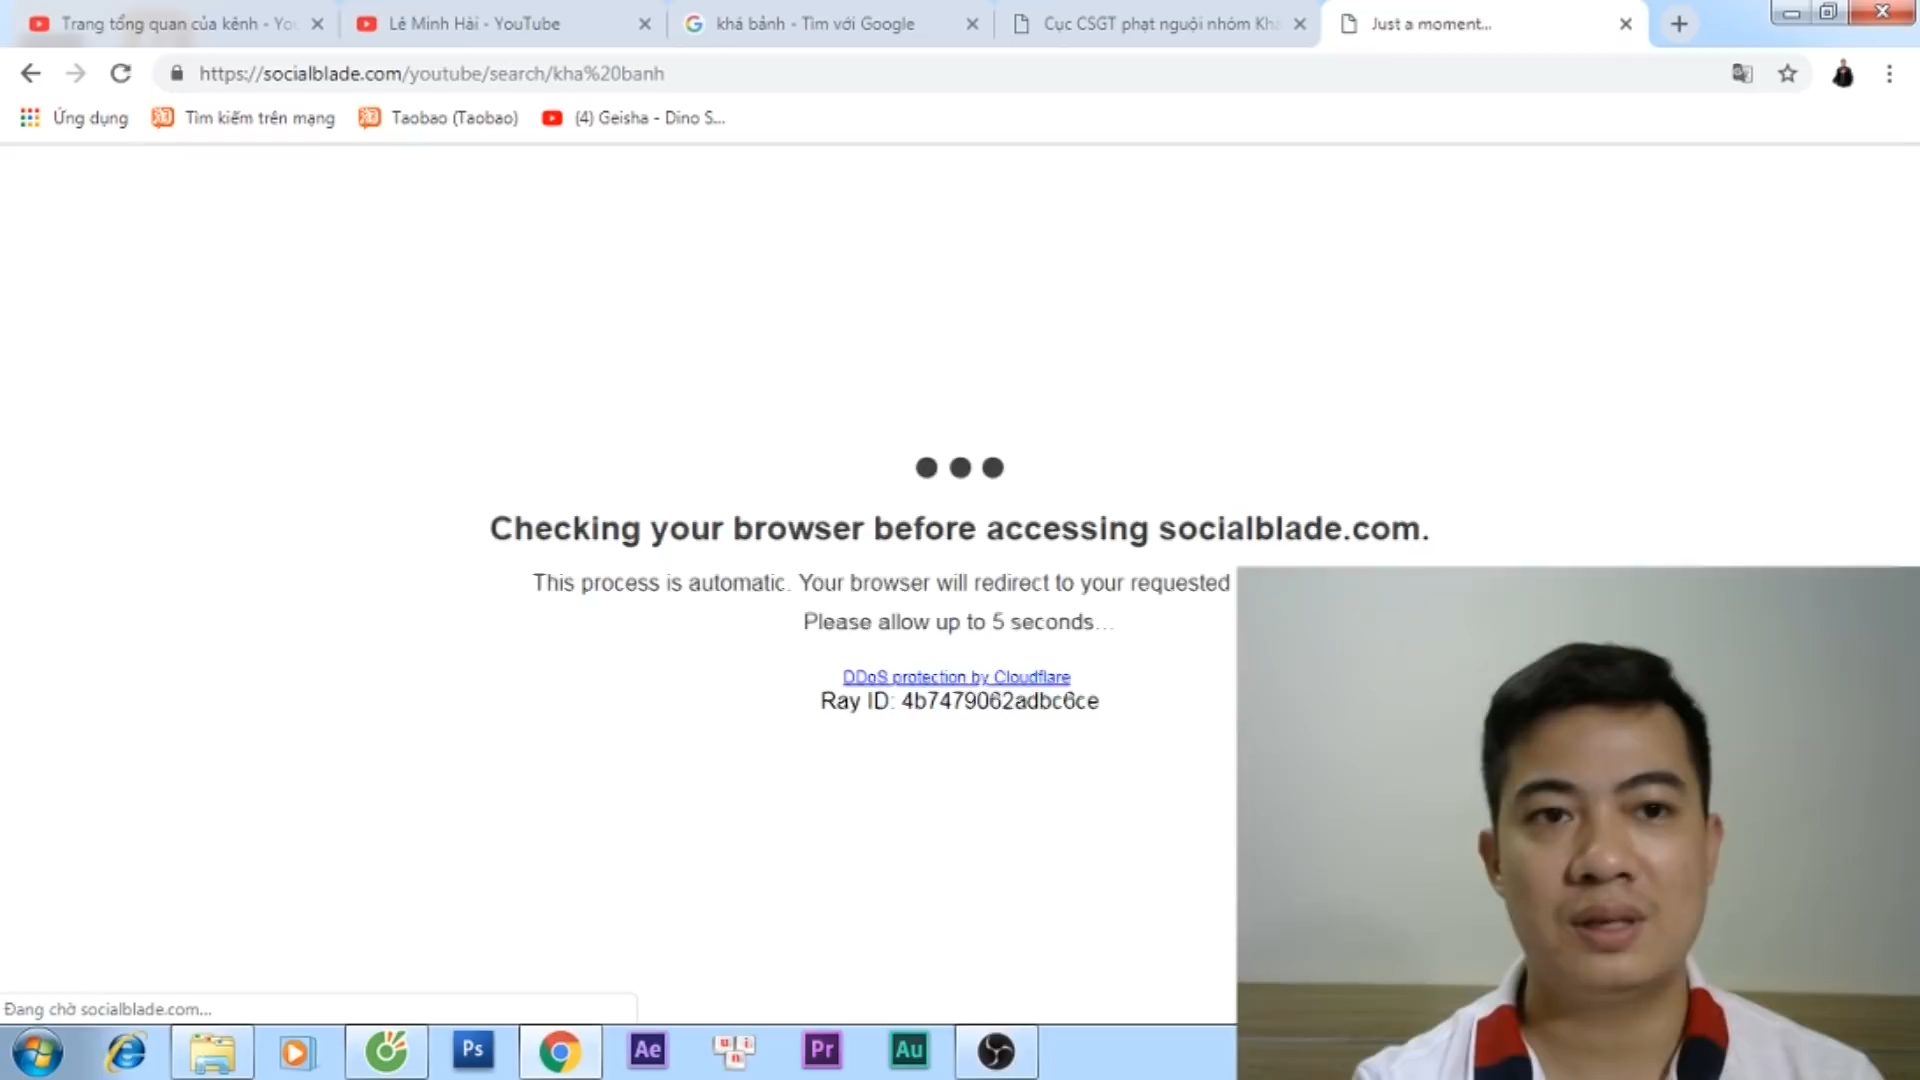 Trang tổng quan của kênh - You
Lê Minh Hải - YouTube
khá bảnh - Tìm với Google
Cục CSGT phạt nguội nhóm Kha
Just a moment...
https://socialblade.com/youtube/search/kha%20banh
Ứng dụng
Tìm kiếm trên mạng
Taobao (Taobao)
(4) Geisha - Dino S...
Checking your browser before accessing socialblade.com.
This process is automatic. Your browser will redirect to your requested
Please allow up to 5 seconds...
DDoS protection by Cloudflare
Ray ID: 4b7479062adbc6ce
Đang chờ socialblade.com...
Ps
Ae
u i n
Pr
Au